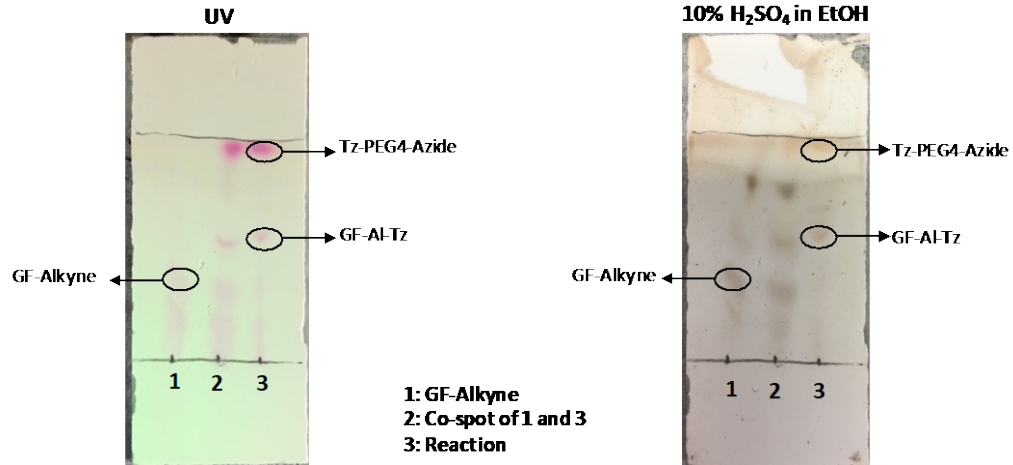 UV
10% H₂SO₄ in EtOH
Tz-PEG4-Azide
Tz-PEG4-Azide
GF-Al-Tz
GF-Al-Tz
GF-Alkyne
GF-Alkyne
1 2 3
1 2 3
1: GF-Alkyne
2: Co-spot of 1 and 3
3: Reaction